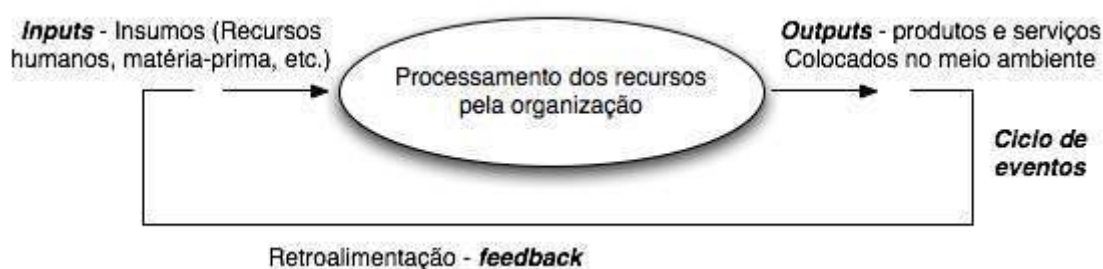 Inputs - Insumos (Recursos
humanos, matéria-prima, etc.)
Processamento dos recursos
pela organização
Outputs - produtos e serviços
Colocados no meio ambiente
Ciclo de
eventos
Retroalimentação - feedback